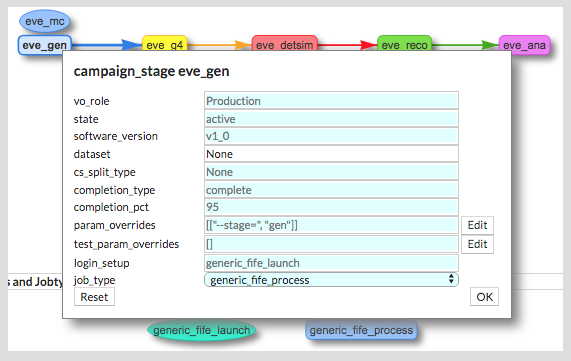 eve_mc
eve_gen eve_g4 eve_detsim eve_reco eve_ana
campaign_stage eve_gen
vo_role Production
state active
software_version v1_0
dataset None
cs_split_type None
completion_type complete
completion_pct 95
param_overrides [["--stage=", "gen"]] Edit
test_param_overrides [] Edit
login_setup generic_fife_launch
s and Jobty
job_type generic_fife_process
Reset OK
generic_fife_launch generic_fife_process